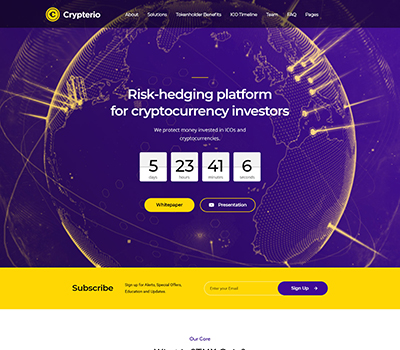 Crypterio
About Solutions Tokenholder Benefits ICO Timeline Team FAQ Pages
Risk-hedging platform
for cryptocurrency investors
We protect money invested in ICOs and
cryptocurrencies.
5 23 41 6
days hours minutes seconds
Whitepaper Presentation
Subscribe
Sign up for Alerts, Special Offers,
Education and Updates.
Enter your Email
Sign Up
Our Core